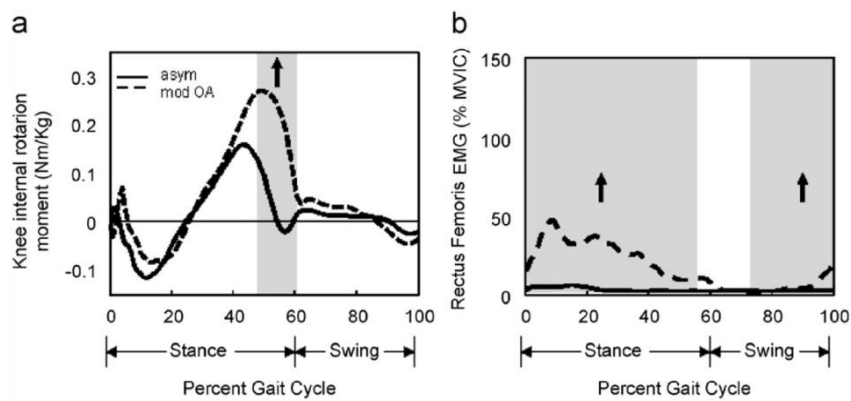 a
Knee internal rotarion
moment (Nm/Kg)
0.3
0.2
0.1
0
-0.1
asym
mod OA
0 20 40 60 80 100
Stance Swing
Percent Gait Cycle
b
Rectus Femoris EMG (% MVIC)
150
100
50
0
0 20 40 60 80 100
Stance Swing
Percent Gait Cycle